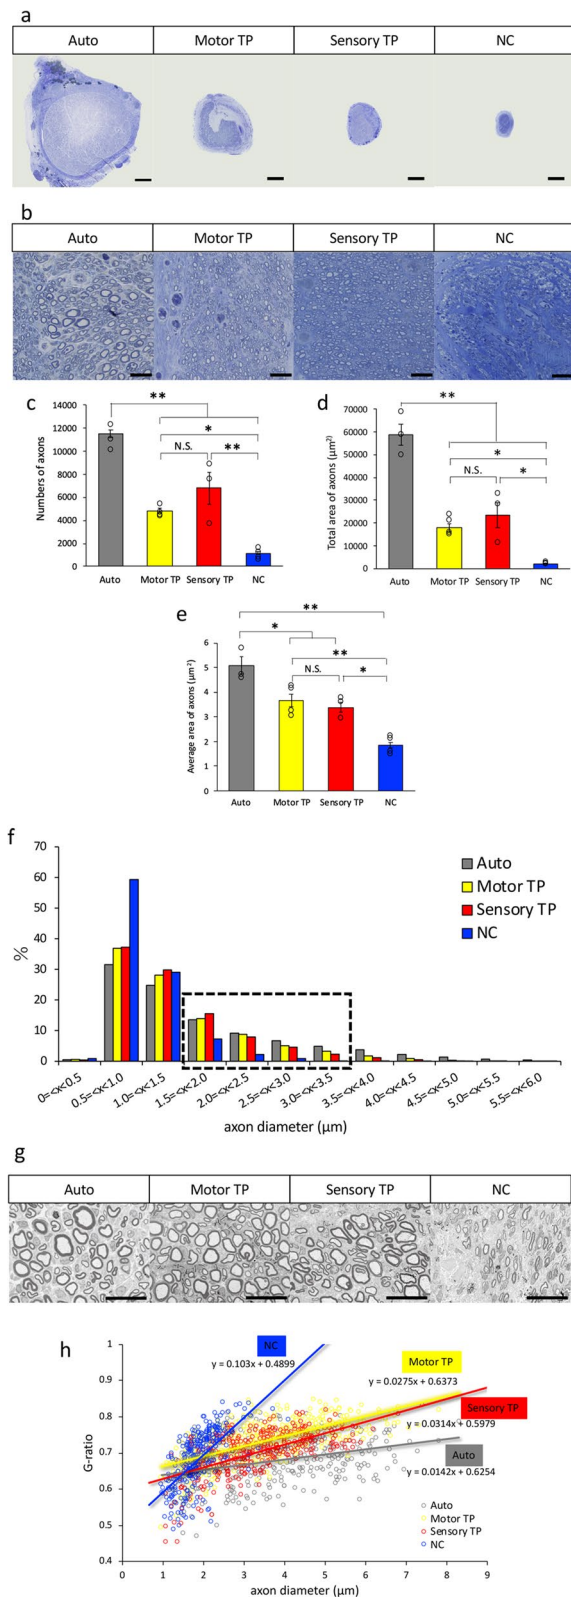 a
Auto Motor TP Sensory TP NC
b
Auto Motor TP Sensory TP NC
c
**
*
N.S. **
Numbers of axons
14000
12000
10000
8000
6000
4000
2000
0
Auto Motor TP Sensory TP NC
d
**
*
N.S. *
Total area of axons (μm²)
70000
60000
50000
40000
30000
20000
10000
0
Auto Motor TP Sensory TP NC
e
**
*
**
N.S. *
Average area of axons (μm²)
6
5
4
3
2
1
0
Auto Motor TP Sensory TP NC
f
%
70
60
50
40
30
20
10
0
Auto
Motor TP
Sensory TP
NC
0=<x<0.5 0.5=<x<1.0 1.0=<x<1.5 1.5=<x<2.0 2.0=<x<2.5 2.5=<x<3.0 3.0=<x<3.5 3.5=<x<4.0 4.0=<x<4.5 4.5=<x<5.0 5.0=<x<5.5 5.5=<x<6.0
axon diameter (μm)
g
Auto Motor TP Sensory TP NC
h
G-ratio
1
0.9
0.8
0.7
0.6
0.5
0.4
NC
y = 0.103x + 0.4899
Motor TP
y = 0.0275x + 0.6373
Sensory TP
y = 0.0314x + 0.5979
Auto
y = 0.0142x + 0.6254
Auto
Motor TP
Sensory TP
NC
0 1 2 3 4 5 6 7 8 9
axon diameter (μm)